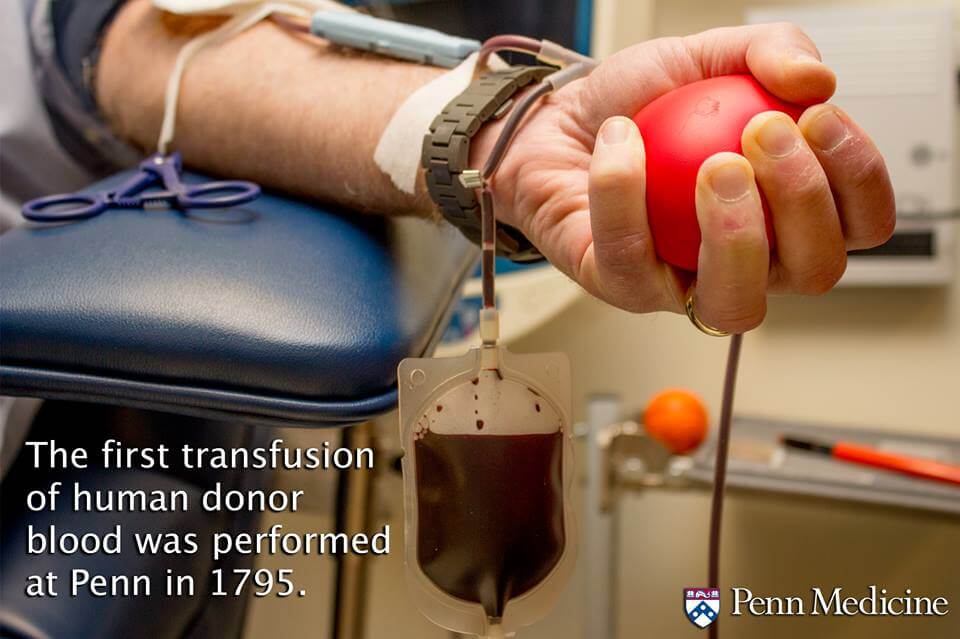 The first transfusion
of human donor
blood was performed
at Penn in 1795.
Penn Medicine